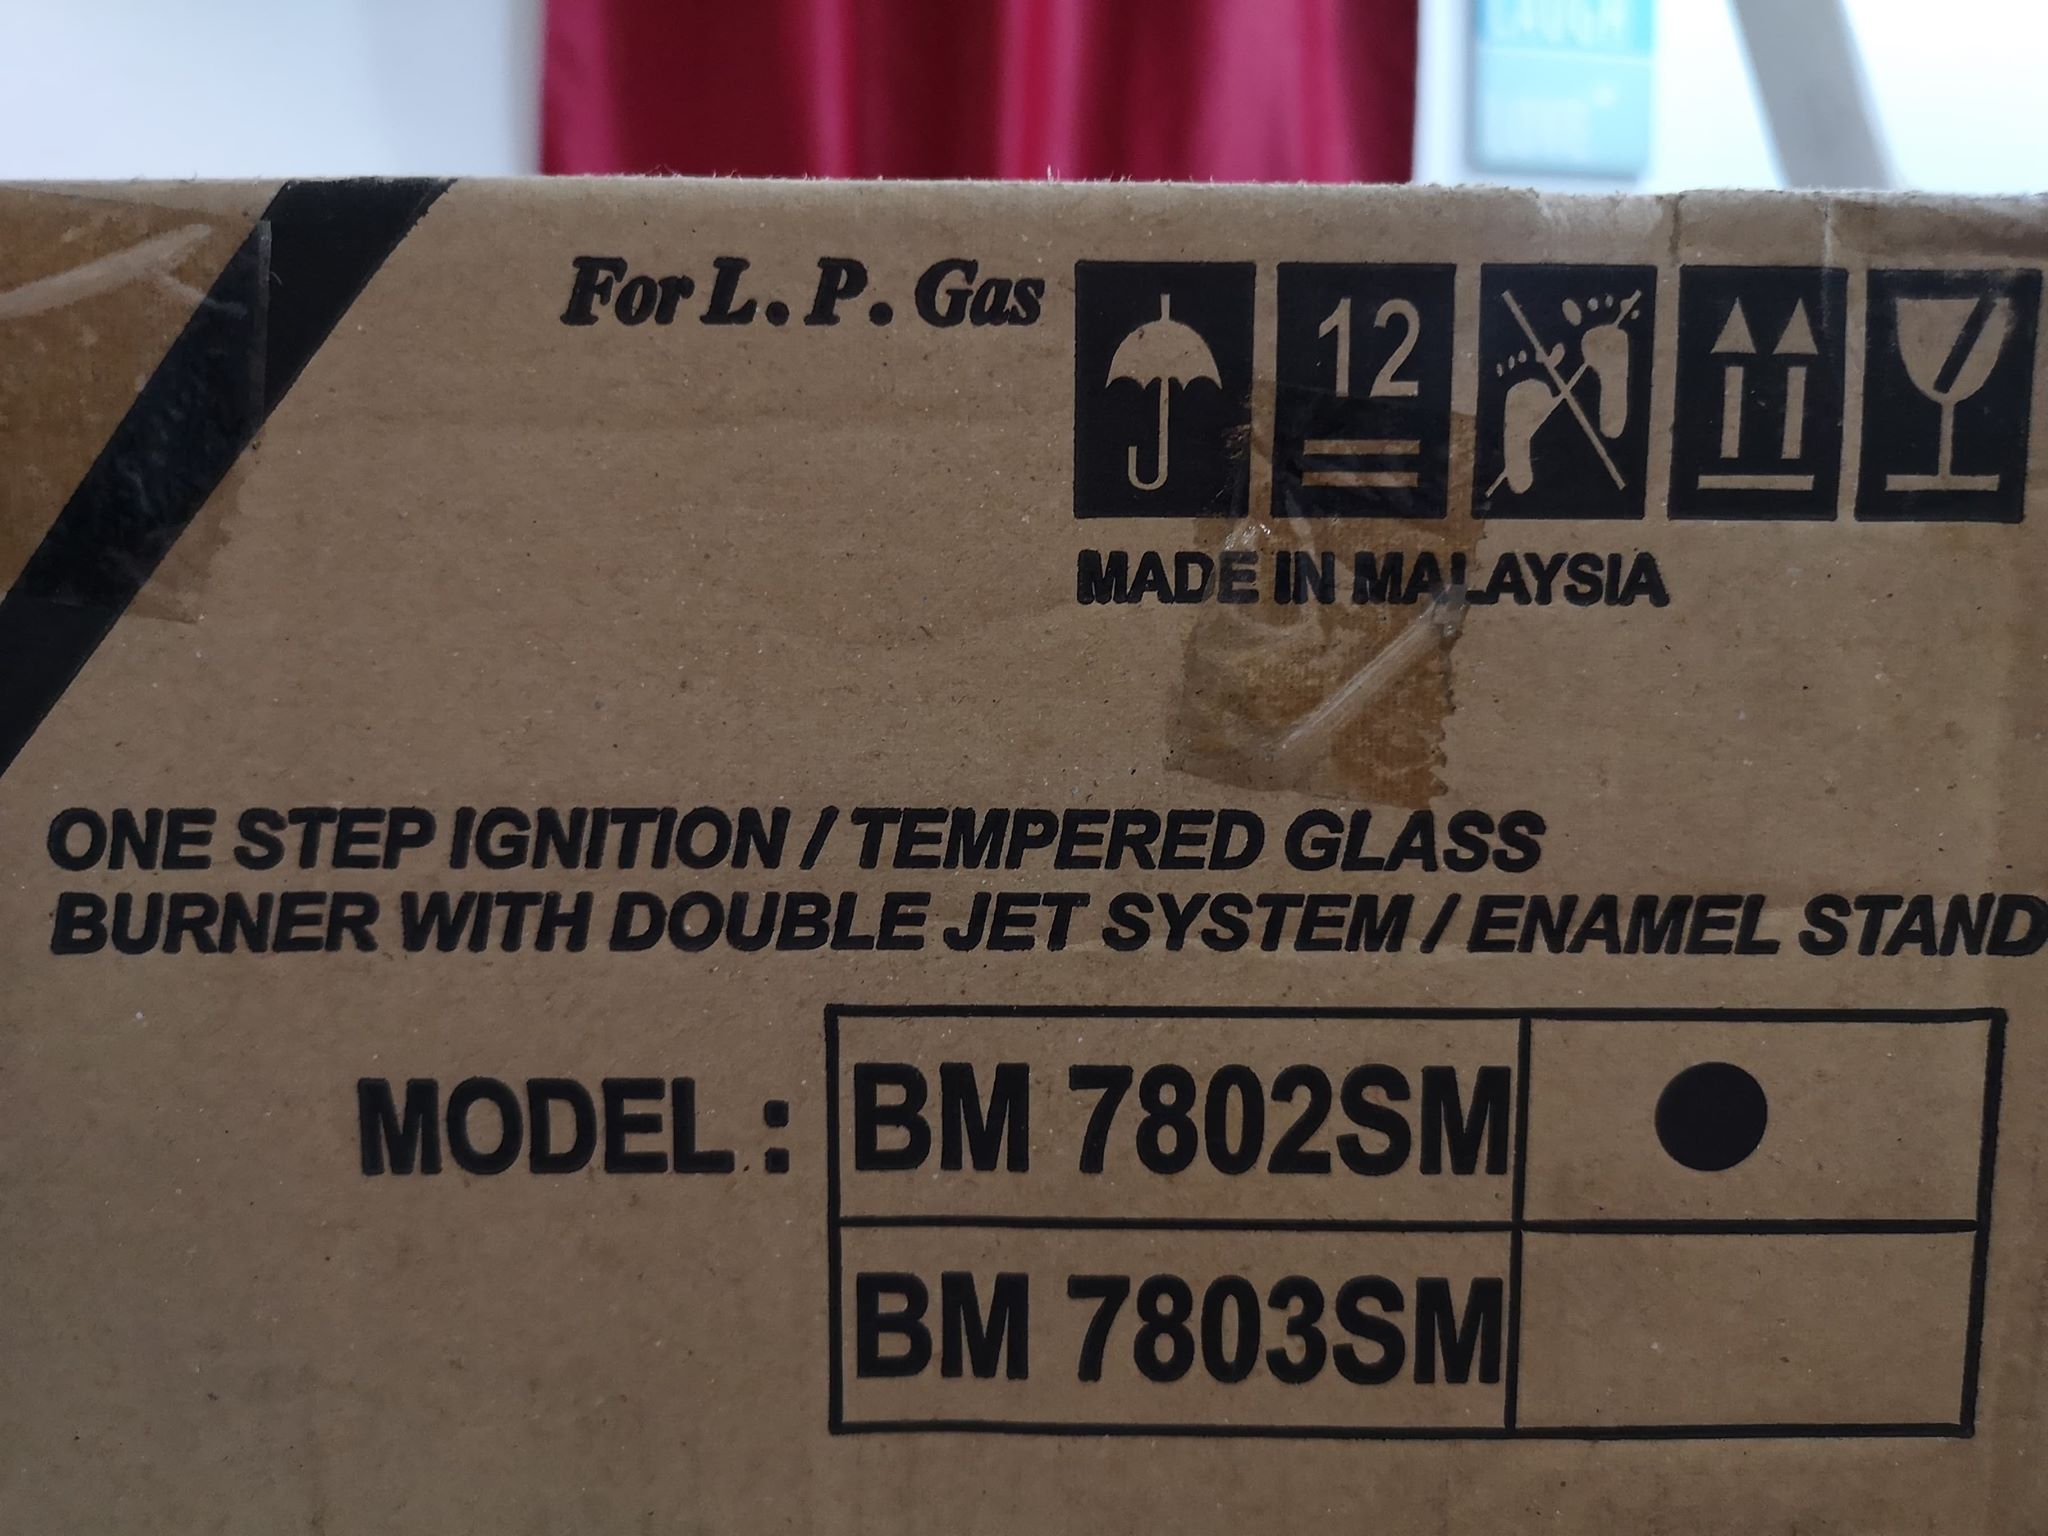 LAUGH
For L. P. Gas
12
MADE IN MALAYSIA
ONE STEP IGNITION / TEMPERED GLASS
BURNER WITH DOUBLE JET SYSTEM / ENAMEL STAND
MODEL :
BM 7802SM
BM 7803SM